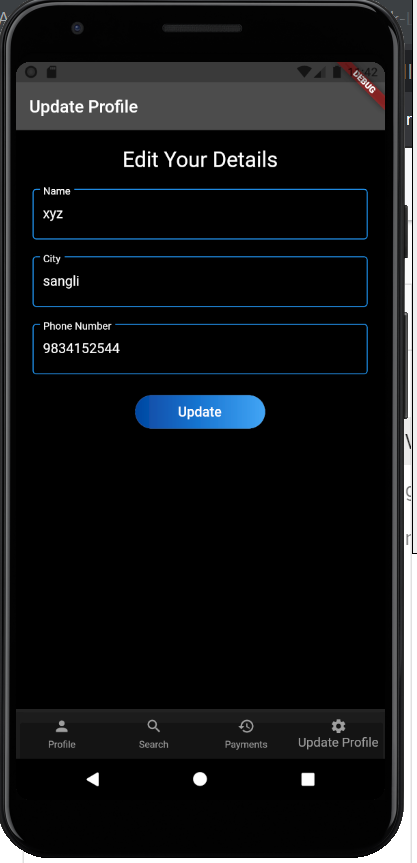 DEBUG
Update Profile
Edit Your Details
Name
xyz
City
sangli
Phone Number
9834152544
Update
Profile
Search
Payments
Update Profile